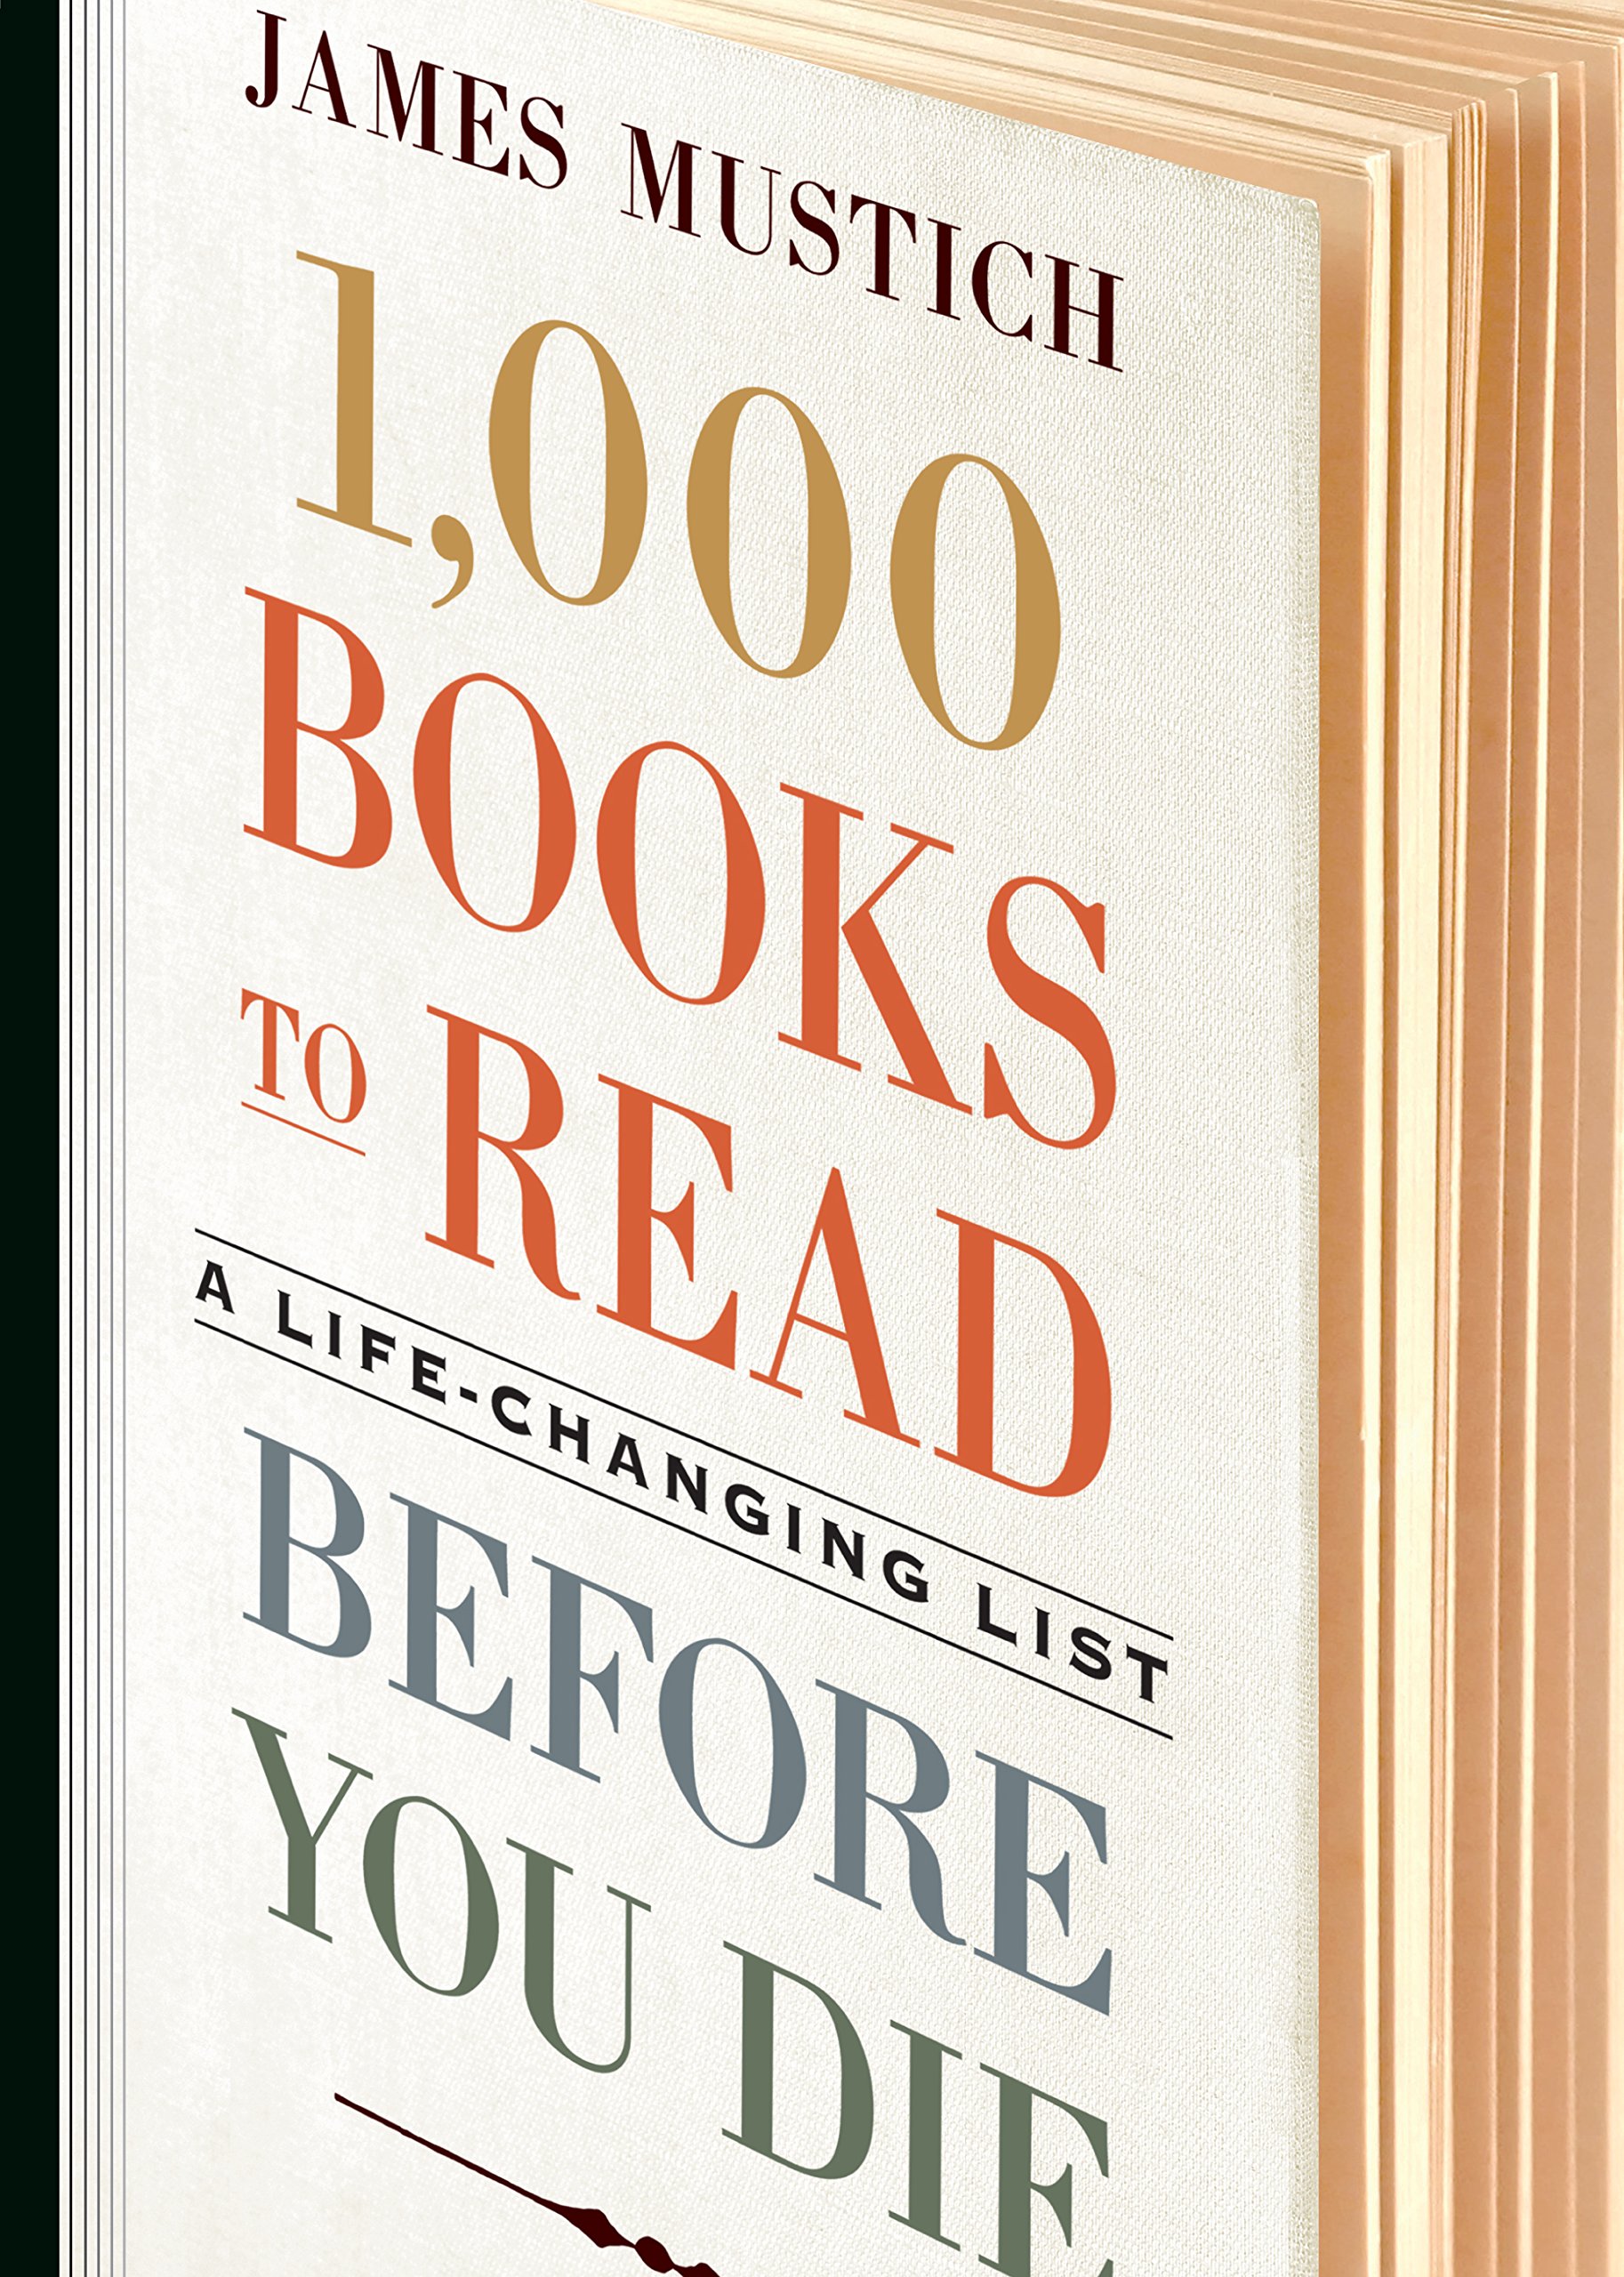 JAMES MUSTICH
1,000
BOOKS
TO READ
A LIFE-CHANGING LIST
BEFORE
YOU DIE